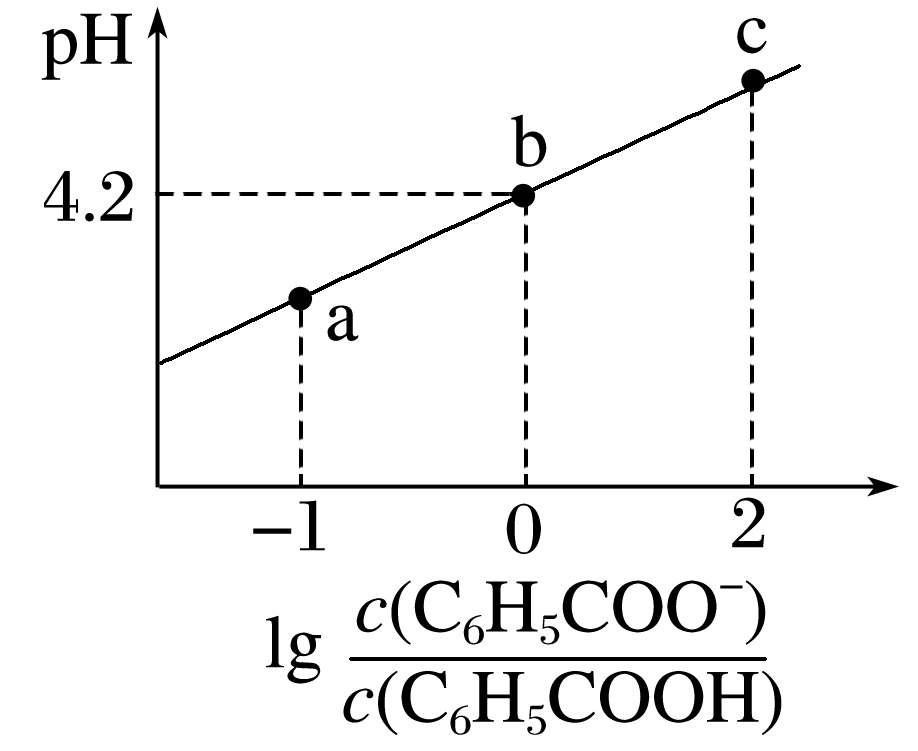 pH
c
b
4.2
a
−1 0 2
lg c(C₆H₅COO⁻)
c(C₆H₅COOH)